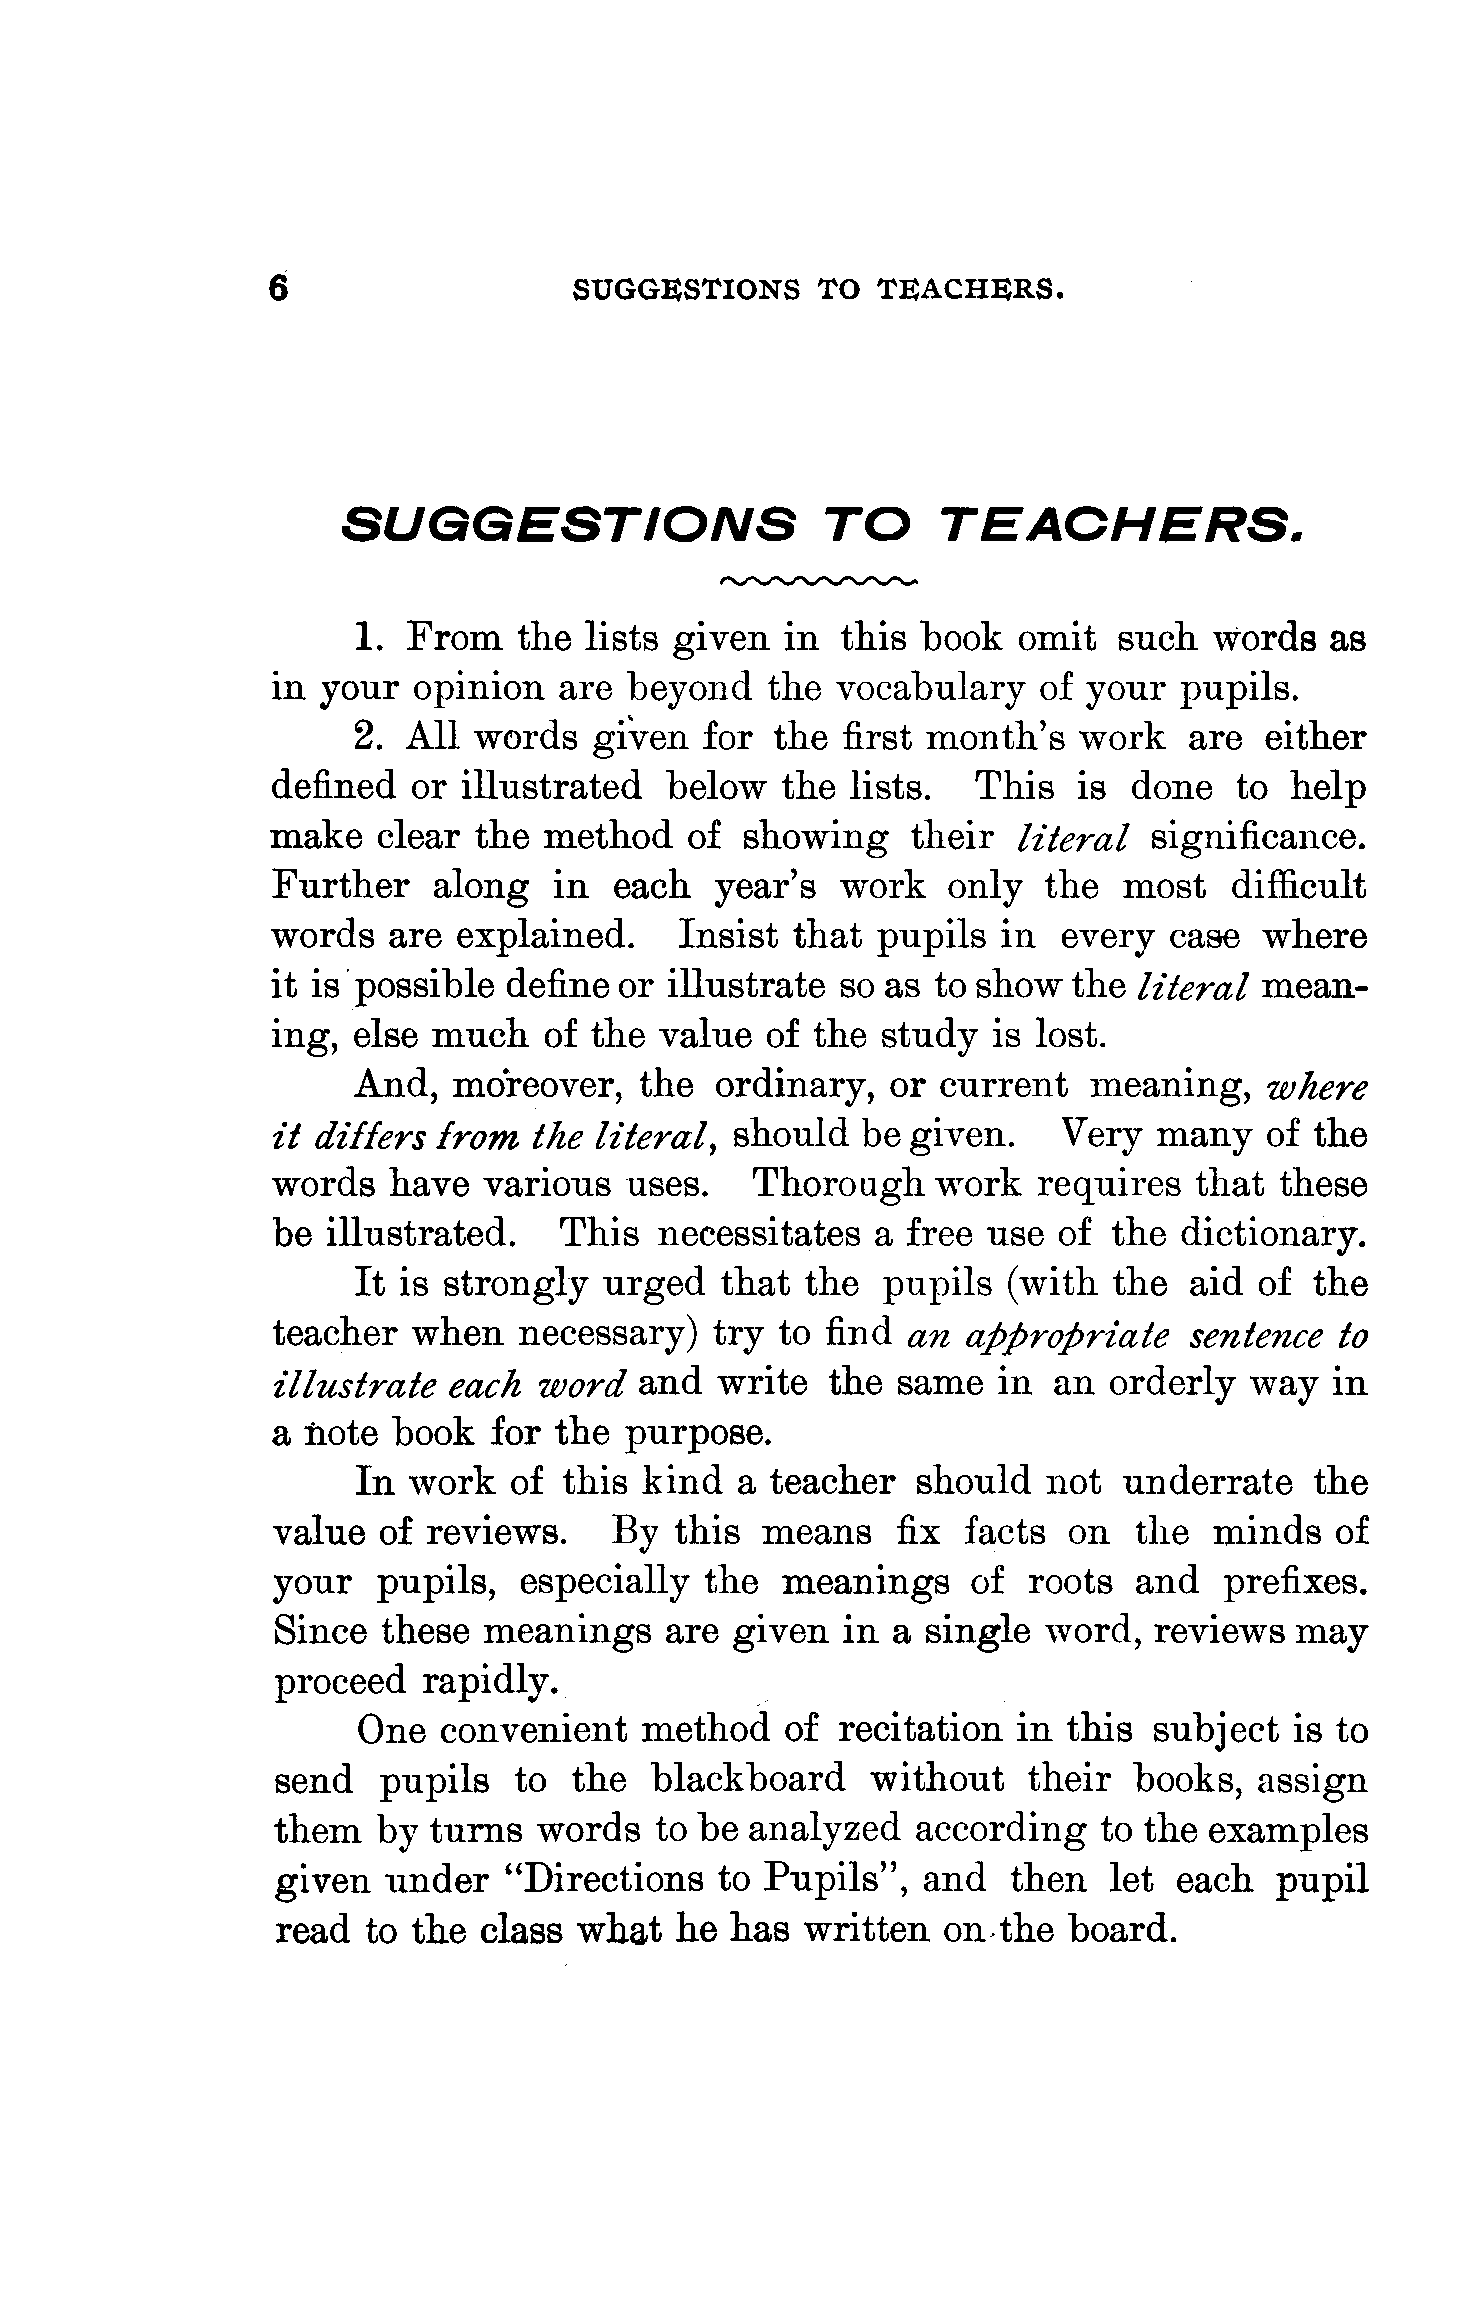 6 SUGGESTIONS TO TEACHERS.
SUGGESTIONS TO TEACHERS.
1. From the lists given in this book omit such words as
in your opinion are beyond the vocabulary of your pupils.
2. All words given for the first month's work are either
defined or illustrated below the lists. This is done to help
make clear the method of showing their literal significance.
Further along in each year's work only the most difficult
words are explained. Insist that pupils in every case where
it is possible define or illustrate so as to show the literal mean-
ing, else much of the value of the study is lost.
And, moreover, the ordinary, or current meaning, where
it differs from the literal, should be given. Very many of the
words have various uses. Thorough work requires that these
be illustrated. This necessitates a free use of the dictionary.
It is strongly urged that the pupils (with the aid of the
teacher when necessary) try to find an appropriate sentence to
illustrate each word and write the same in an orderly way in
a note book for the purpose.
In work of this kind a teacher should not underrate the
value of reviews. By this means fix facts on the minds of
your pupils, especially the meanings of roots and prefixes.
Since these meanings are given in a single word, reviews may
proceed rapidly.
One convenient method of recitation in this subject is to
send pupils to the blackboard without their books, assign
them by turns words to be analyzed according to the examples
given under "Directions to Pupils", and then let each pupil
read to the class what he has written on the board.